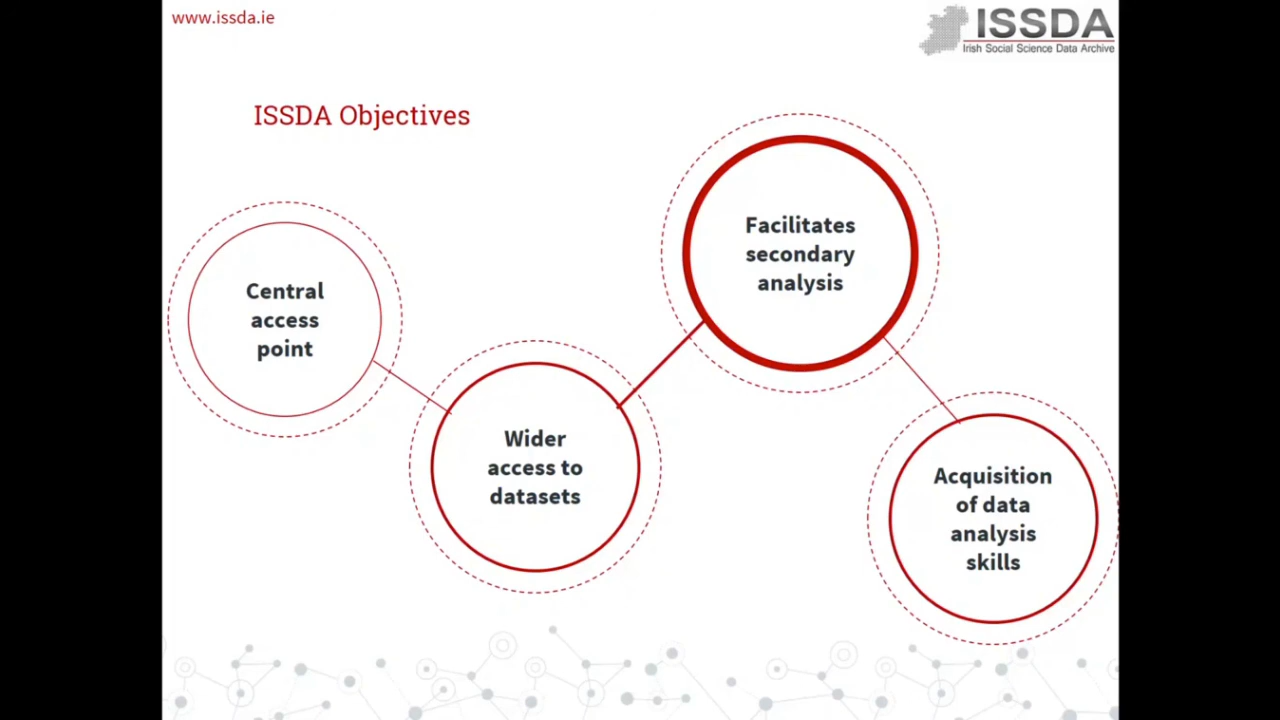 www.issda.ie
ISSDA
Irish Social Science Data Archive
ISSDA Objectives
Central
access
point
Wider
access to
datasets
Facilitates
secondary
analysis
Acquisition
of data
analysis
skills